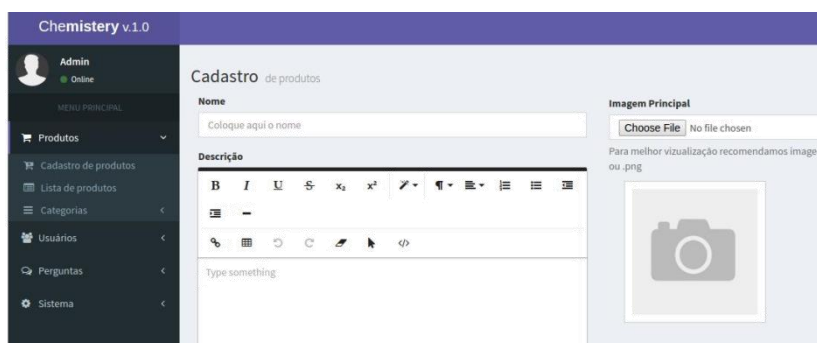 Chemistery v.1.0
Admin
Online
MENU PRINCIPAL
Produtos
Cadastro de produtos
Lista de produtos
Categorias
Usuários
Perguntas
Sistema
Cadastro de produtos
Nome
Coloque aqui o nome
Descrição
B I U S x₂ x²
Type something
Imagem Principal
Choose File No file chosen
Para melhor vizualização recomendamos image
ou .png